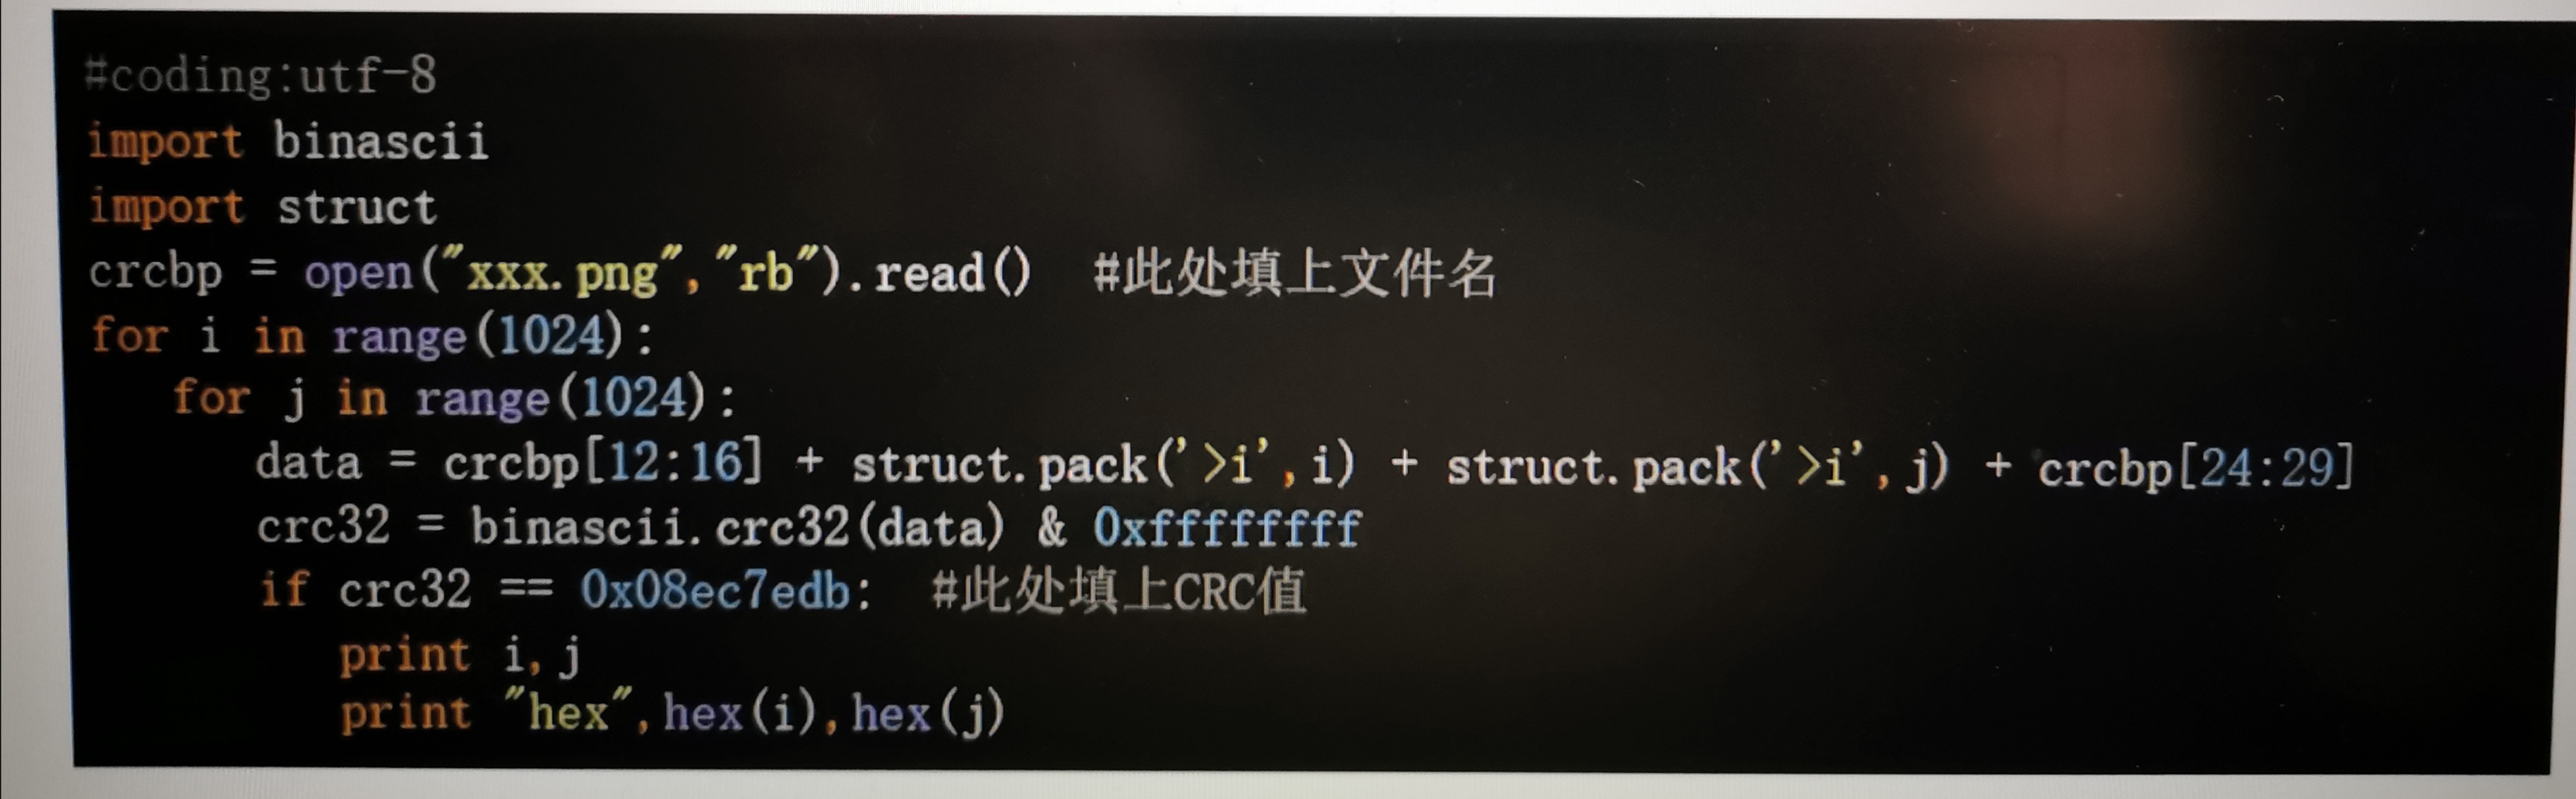 #coding:utf-8
import binascii
import struct
crcbp = open("xxx.png","rb").read()  #此处填上文件名
for i in range(1024):
   for j in range(1024):
      data = crcbp[12:16] + struct.pack('>i',i) + struct.pack('>i',j) + crcbp[24:29]
      crc32 = binascii.crc32(data) & 0xffffffff
      if crc32 == 0x08ec7edb:  #此处填上CRC值
         print i,j
         print "hex",hex(i),hex(j)